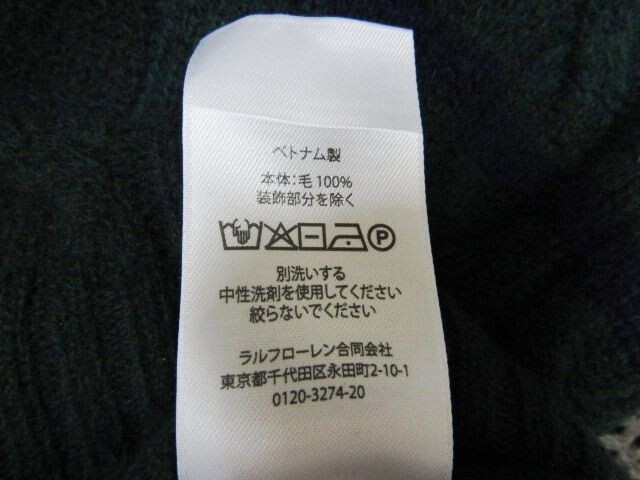 ベトナム製
本体：毛 100%
装飾部分を除く
P
別洗いする
中性洗剤を使用してください
絞らないでください
ラルフローレン合同会社
東京都千代田区永田町2-10-1
0120-3274-20